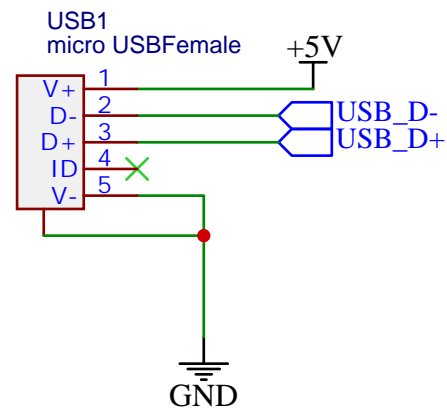 USB1
micro USBFemale
+5V
V+ 1
D- 2 USB_D-
D+ 3 USB_D+
ID 4
V- 5
GND